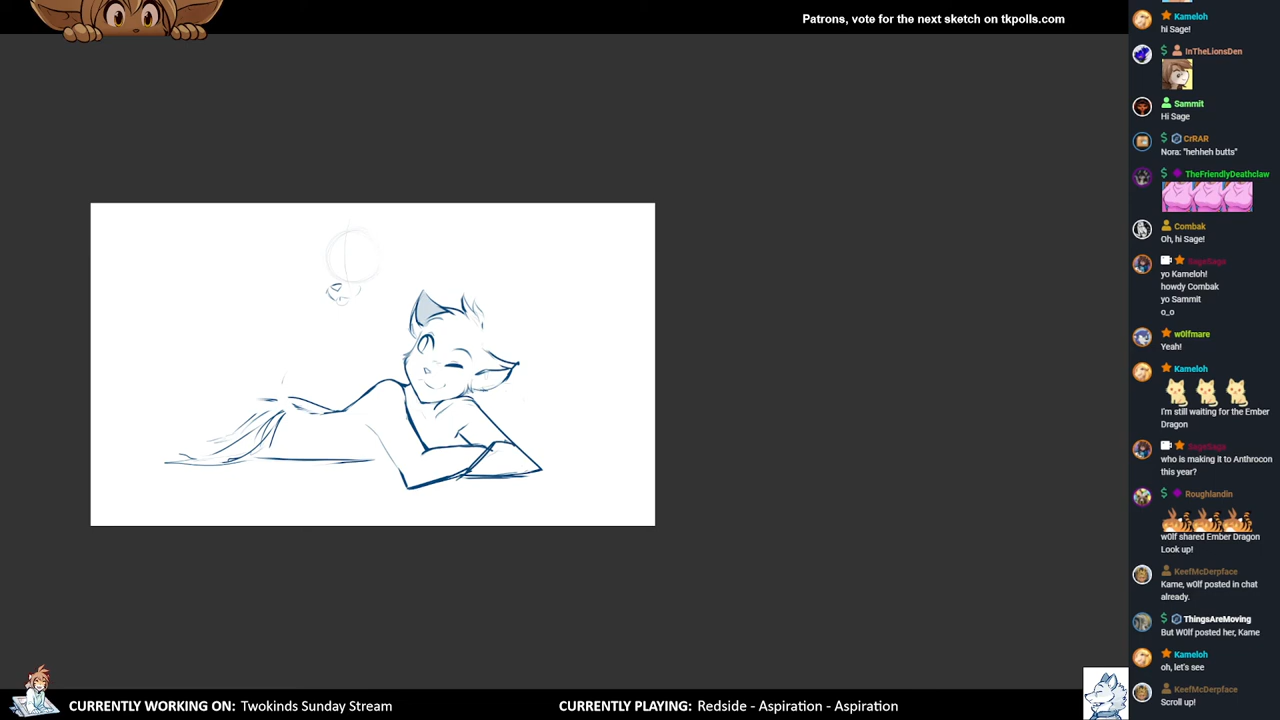 Patrons, vote for the next sketch on tkpolls.com
Kameloh
hi Sage!
InTheLionsDen
Sammit
Hi Sage
CrRAR
Nora: "hehheh butts"
TheFriendlyDeathclaw
Combak
Oh, hi Sage!
SageSaga
yo Kameloh!
howdy Combak
yo Sammit
o_o
w0lfmare
Yeah!
Kameloh
I'm still waiting for the Ember
Dragon
SageSaga
who is making it to Anthrocon
this year?
Roughlandin
w0lf shared Ember Dragon
Look up!
KeefMcDerpface
Kame, w0lf posted in chat
already.
ThingsAreMoving
But W0lf posted her, Kame
Kameloh
oh, let's see
KeefMcDerpface
Scroll up!
CURRENTLY WORKING ON: Twokinds Sunday Stream
CURRENTLY PLAYING: Redside - Aspiration - Aspiration